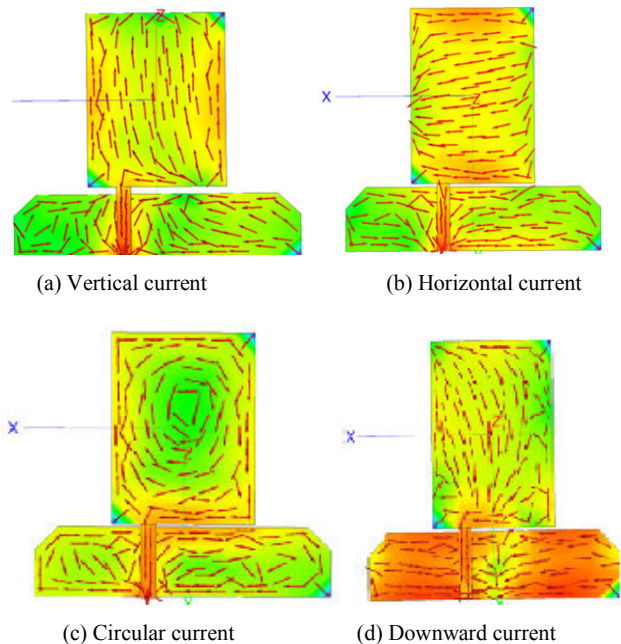 Z
(a) Vertical current
X
Z
(b) Horizontal current
X
Z
(c) Circular current
X
Z
(d) Downward current